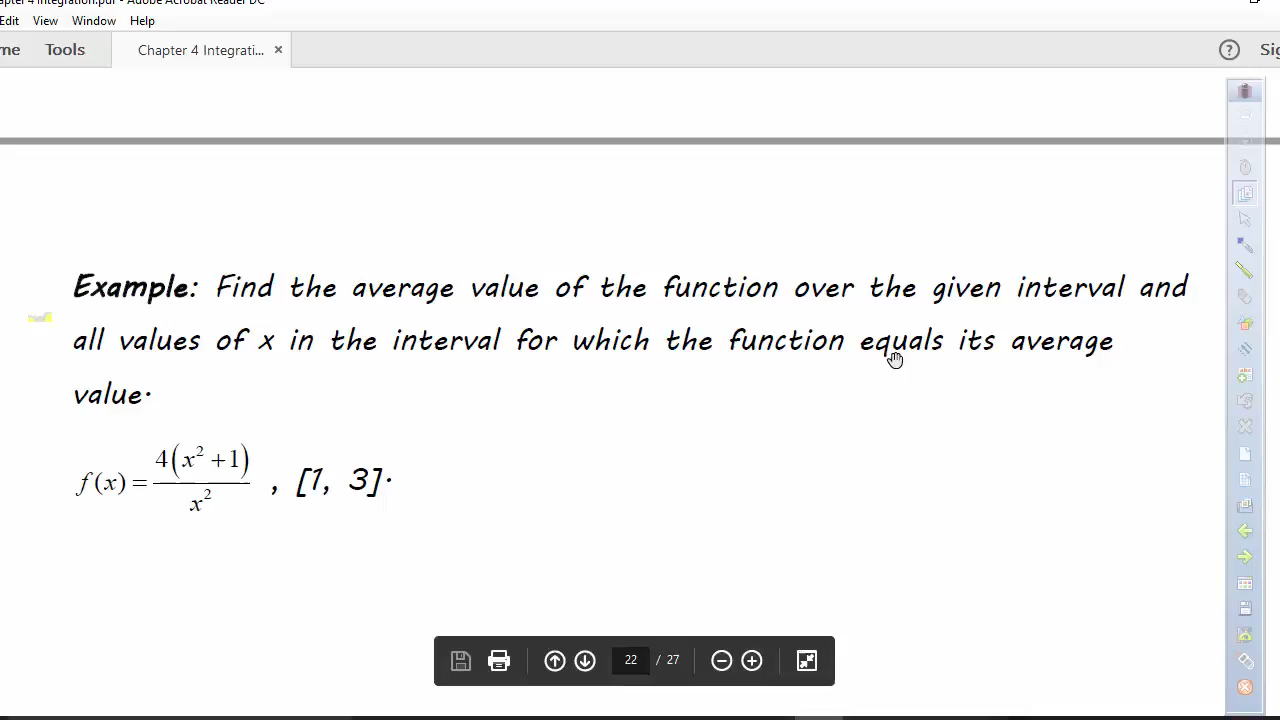 apter 4 Integration.pdf - Adobe Acrobat Reader DC
Edit View Window Help
me Tools Chapter 4 Integrati... ×
? Sig
Example: Find the average value of the function over the given interval and
all values of x in the interval for which the function equals its average
value.
f(x) = 4(x² + 1) / x² , [1, 3].
22 / 27